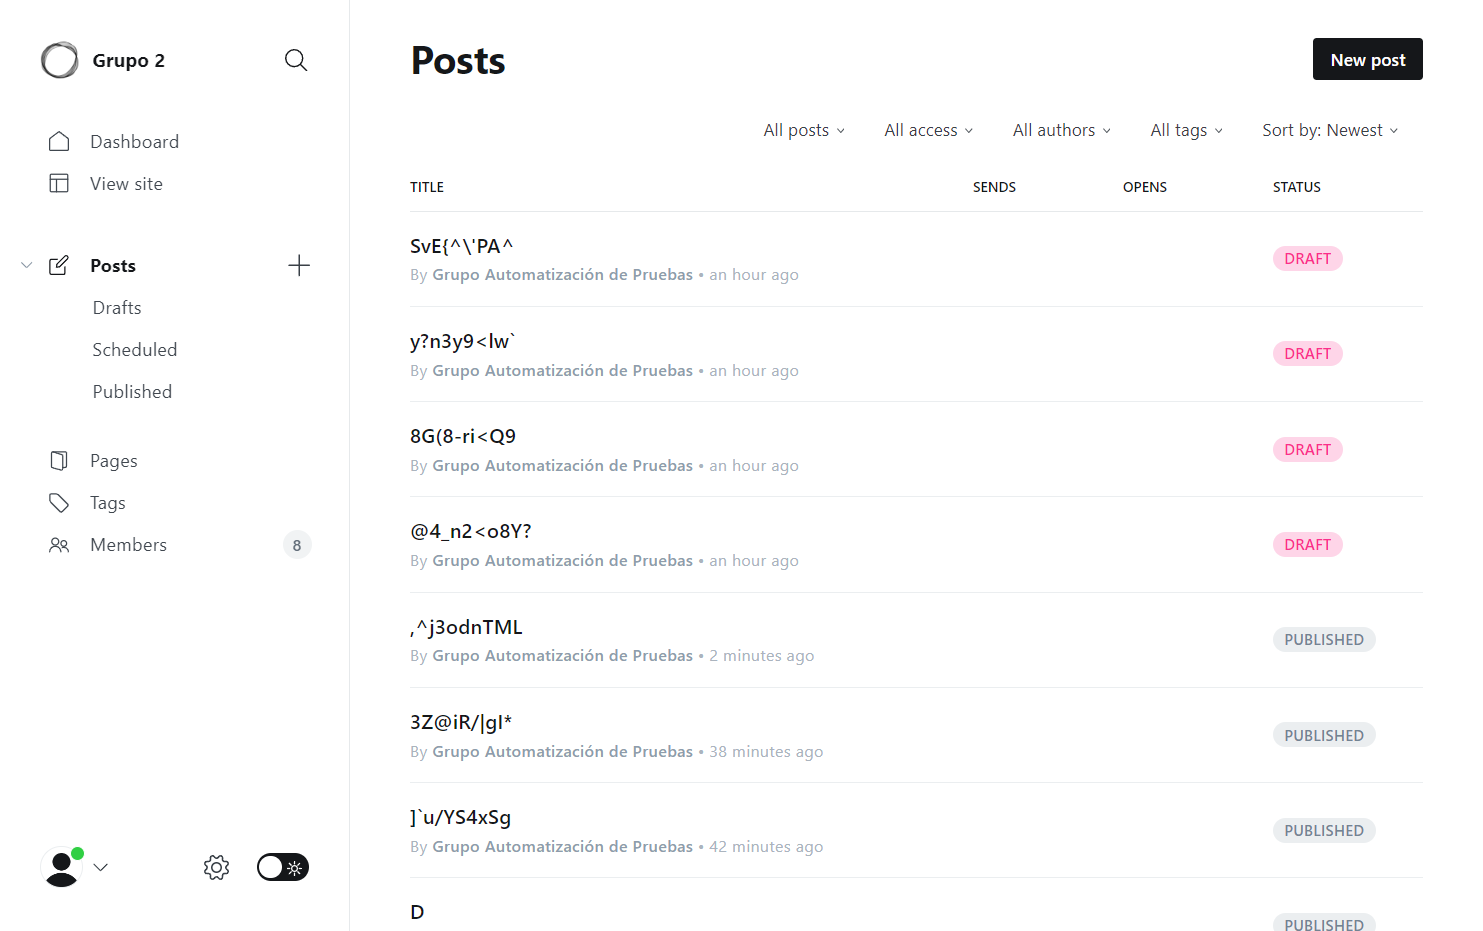 Grupo 2
Dashboard
View site
Posts
Drafts
Scheduled
Published
Pages
Tags
Members 8
Posts
New post
All posts All access All authors All tags Sort by: Newest
TITLE SENDS OPENS STATUS
SvE{^\'PA^
By Grupo Automatización de Pruebas • an hour ago
DRAFT
y?n3y9<lw`
By Grupo Automatización de Pruebas • an hour ago
DRAFT
8G(8-ri<Q9
By Grupo Automatización de Pruebas • an hour ago
DRAFT
@4_n2<o8Y?
By Grupo Automatización de Pruebas • an hour ago
DRAFT
,^j3odnTML
By Grupo Automatización de Pruebas • 2 minutes ago
PUBLISHED
3Z@iR/|gI*
By Grupo Automatización de Pruebas • 38 minutes ago
PUBLISHED
]`u/YS4xSg
By Grupo Automatización de Pruebas • 42 minutes ago
PUBLISHED
D
PUBLISHED